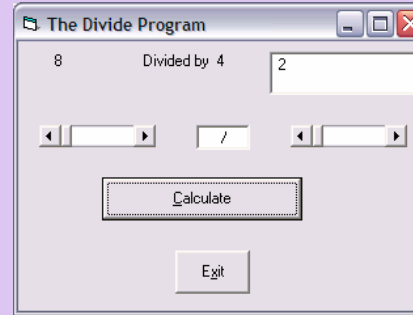 The Divide Program
8 Divided by 4 2
/
Calculate
Exit